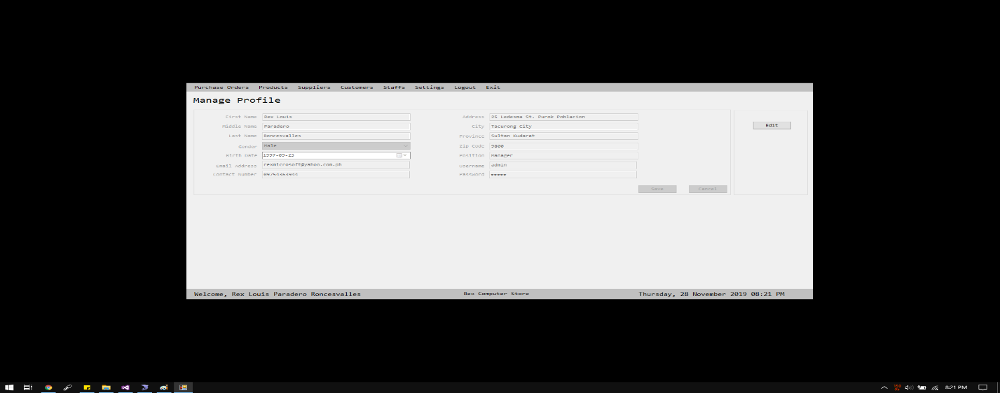 Purchase Orders Products Suppliers Customers Staffs Settings Logout Exit
Manage Profile
First Name Rex Louis
Middle Name Paradero
Last Name Roncesvalles
Gender Male
Birth Date 1997-09-23
Email Address rexmicrosoft@yahoo.com.ph
Contact Number
Address 25 Ledesma St. Purok Poblacion
City Tacurong City
Province Sultan Kudarat
Zip Code 9800
Position Manager
Username admin
Password •••••
Edit
Save Cancel
Welcome, Rex Louis Paradero Roncesvalles Rex Computer Store Thursday, 28 November 2019 08:21 PM
8:21 PM